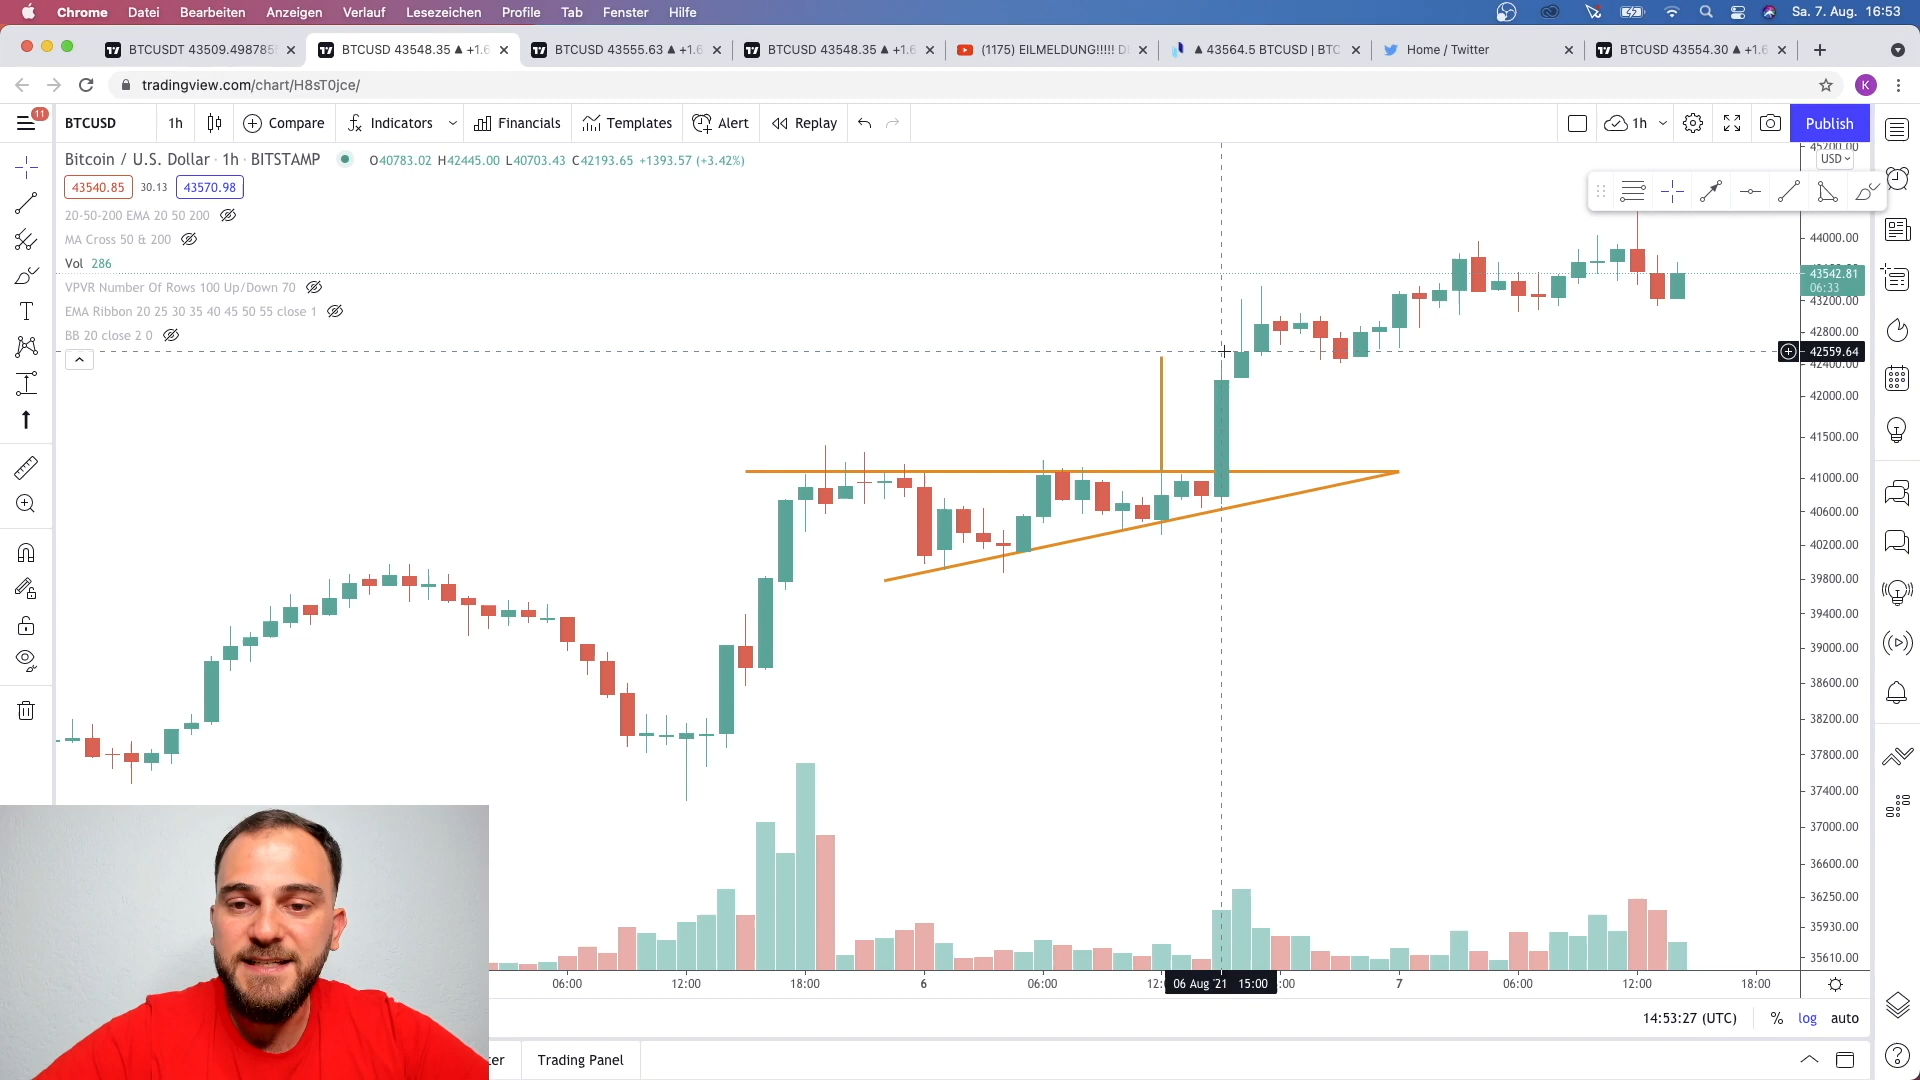 Chrome Datei Bearbeiten Anzeigen Verlauf Lesezeichen Profile Tab Fenster Hilfe Sa. 7. Aug. 16:53
BTCUSDT 43509.498785 BTCUSD 43548.35 ▲ +1.6 BTCUSD 43555.63 ▲ +1.6 BTCUSD 43548.35 ▲ +1.6 (1175) EILMELDUNG!!!!! D ▲ 43564.5 BTCUSD | BTC Home / Twitter BTCUSD 43554.30 ▲ +1.6
tradingview.com/chart/H8sT0jce/ K
11 BTCUSD 1h Compare Indicators Financials Templates Alert Replay 1h Publish
Bitcoin / U.S. Dollar · 1h · BITSTAMP O40783.02 H42445.00 L40703.43 C42193.65 +1393.57 (+3.42%)
45200.00
USD
43540.85 30.13 43570.98
20-50-200 EMA 20 50 200
MA Cross 50 & 200
44000.00
Vol 286
43542.81
06:33
VPVR Number Of Rows 100 Up/Down 70
43200.00
EMA Ribbon 20 25 30 35 40 45 50 55 close 1
42800.00
BB 20 close 2 0
42559.64
42400.00
42000.00
41500.00
41000.00
40600.00
40200.00
39800.00
39400.00
39000.00
38600.00
38200.00
37800.00
37400.00
37000.00
36600.00
36250.00
35930.00
35610.00
06:00 12:00 18:00 6 06:00 12: 06 Aug '21 15:00 :00 7 06:00 12:00 18:00
14:53:27 (UTC) % log auto
ter Trading Panel